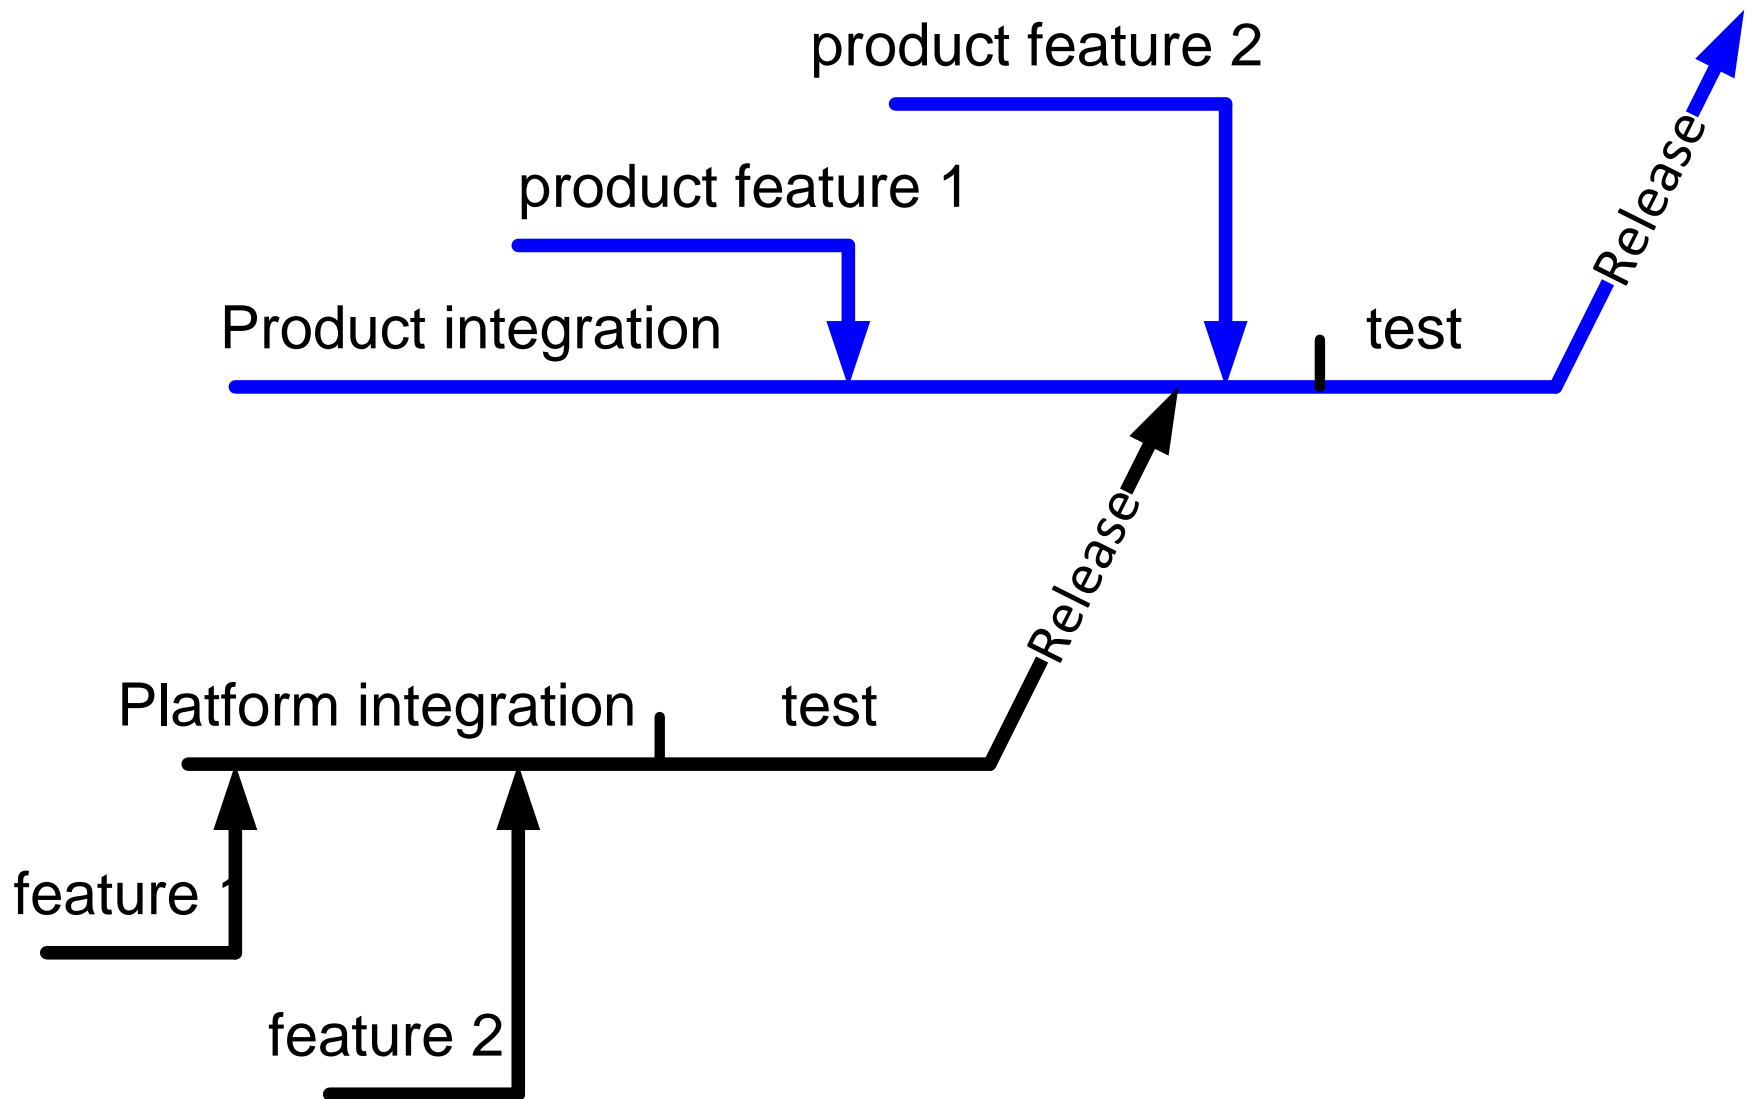 product feature 2
product feature 1
Release
Product integration
test
Release
Platform integration
test
feature 1
feature 2